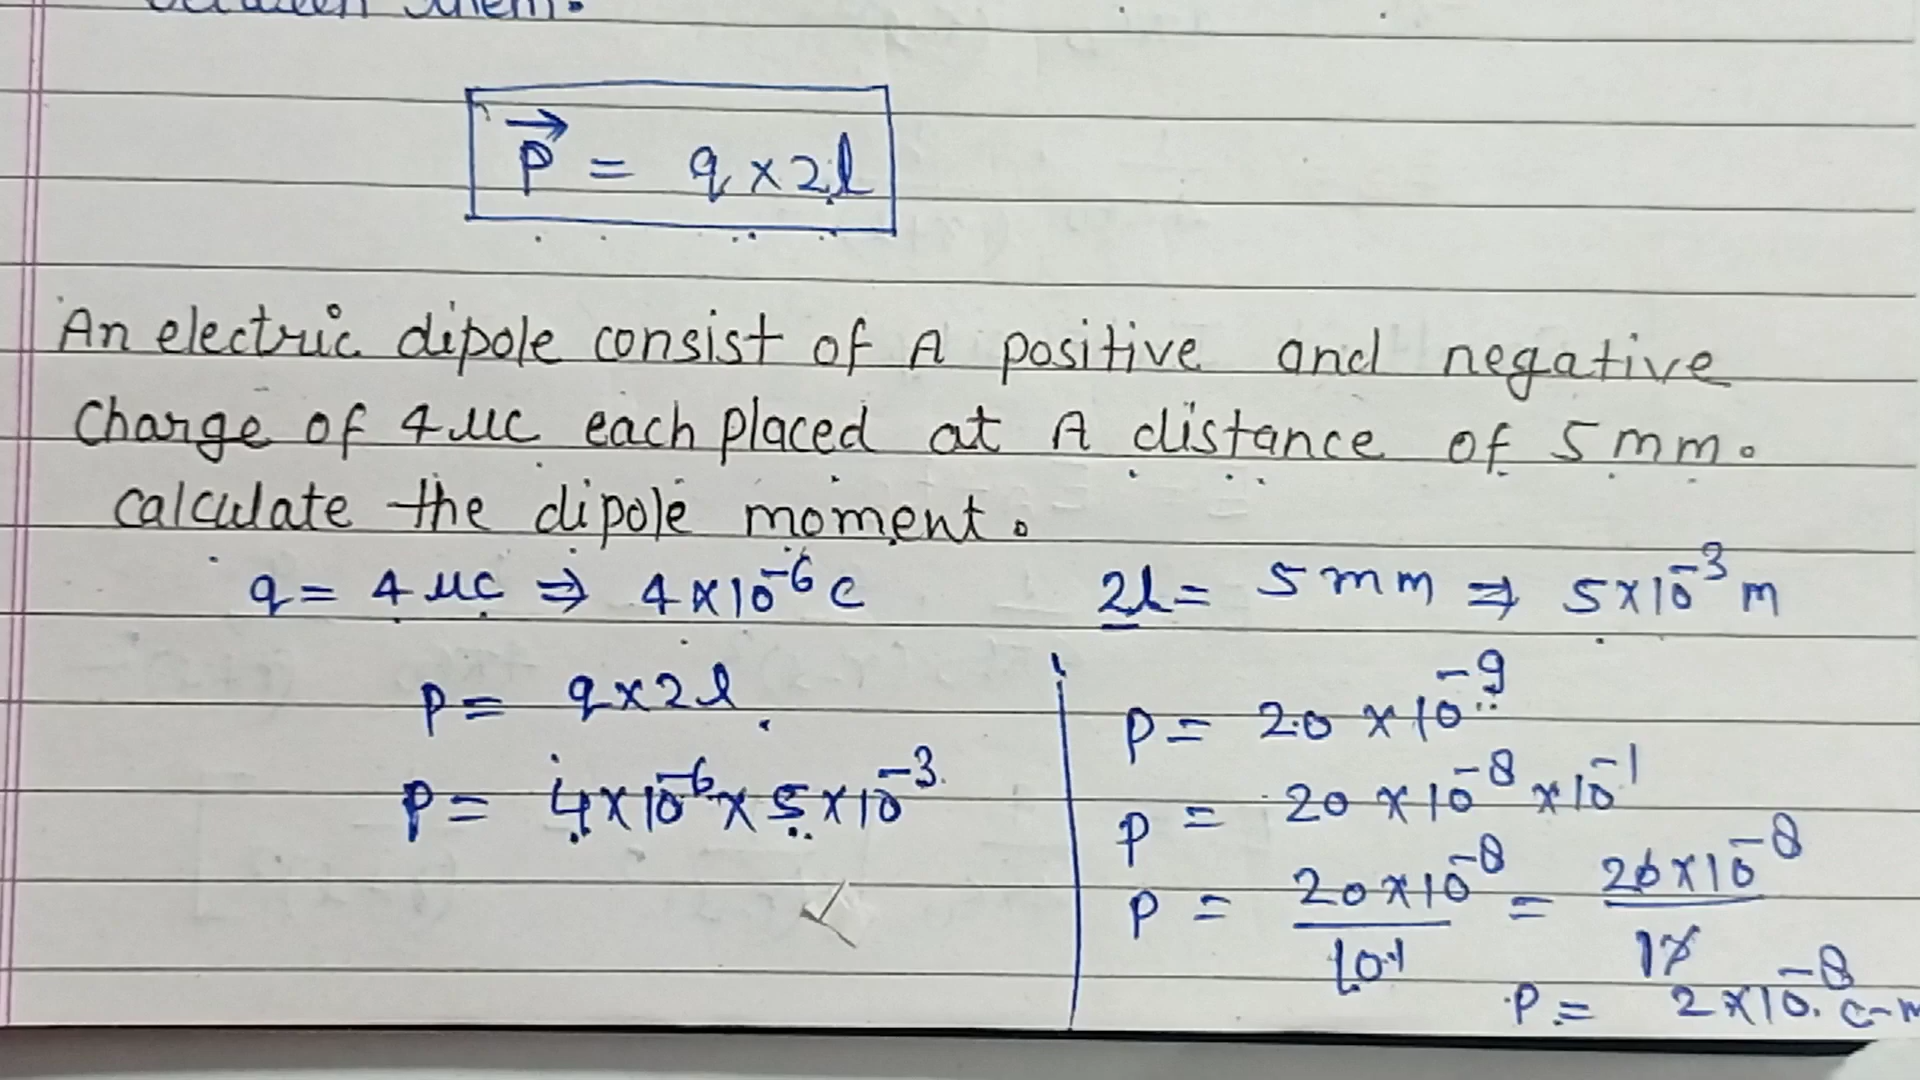 between them.
P⃗ = q × 2l
An electric dipole consist of A positive and negative
Charge of 4 μc each placed at A distance of 5 mm.
calculate the dipole moment.
q = 4 μc ⇒ 4×10⁻⁶ c 2l = 5 mm ⇒ 5×10⁻³ m
P = q×2l
P = 4×10⁻⁶ × 5×10⁻³
P = 20 × 10⁻⁹
P = 20 × 10⁻⁸ × 10⁻¹
P = 20×10⁻⁸ / 10¹ = 20×10⁻⁸ / 10
P = 2×10⁻⁸ c-m